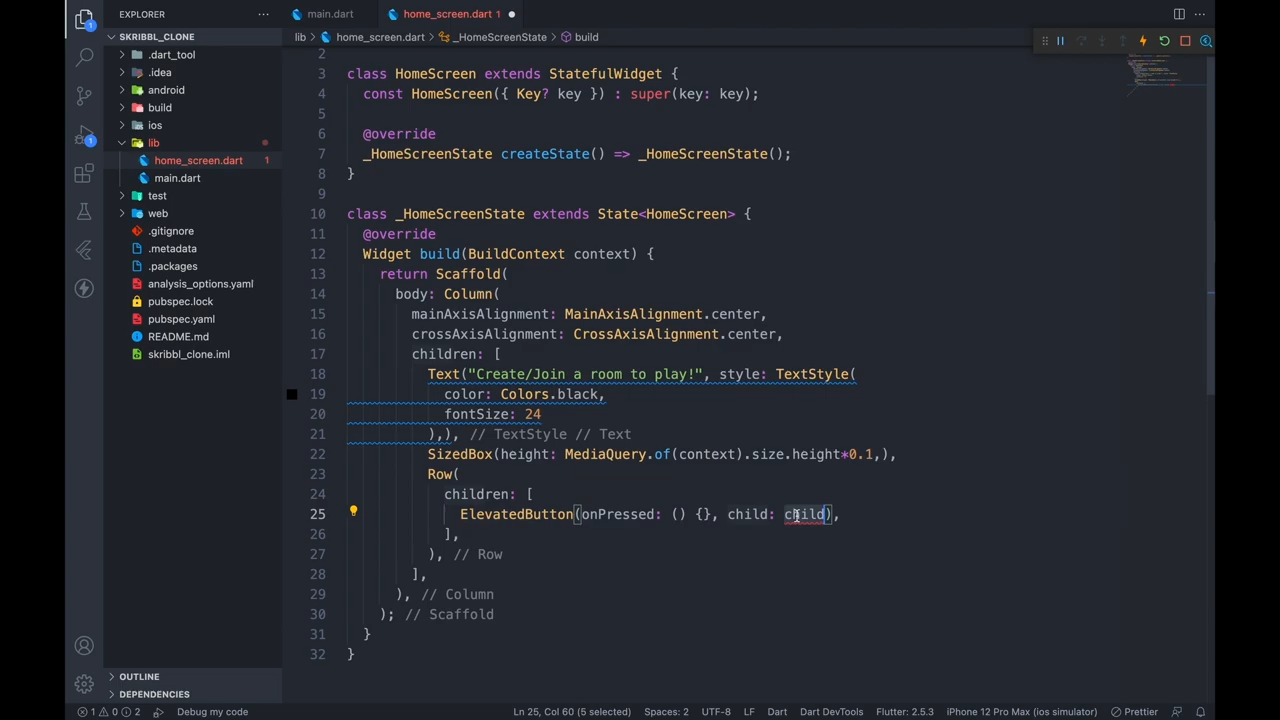 EXPLORER
main.dart
home_screen.dart 1
SKRIBBL_CLONE
lib > home_screen.dart > _HomeScreenState > build
.dart_tool
.idea
android
build
ios
lib
home_screen.dart 1
main.dart
test
web
.gitignore
.metadata
.packages
analysis_options.yaml
pubspec.lock
pubspec.yaml
README.md
skribbl_clone.iml
OUTLINE
DEPENDENCIES
1
1
2
3 class HomeScreen extends StatefulWidget {
4 const HomeScreen({ Key? key }) : super(key: key);
5
6 @override
7 _HomeScreenState createState() => _HomeScreenState();
8 }
9
10 class _HomeScreenState extends State<HomeScreen> {
11 @override
12 Widget build(BuildContext context) {
13 return Scaffold(
14 body: Column(
15 mainAxisAlignment: MainAxisAlignment.center,
16 crossAxisAlignment: CrossAxisAlignment.center,
17 children: [
18 Text("Create/Join a room to play!", style: TextStyle(
19 color: Colors.black,
20 fontSize: 24
21 ),), // TextStyle // Text
22 SizedBox(height: MediaQuery.of(context).size.height*0.1,),
23 Row(
24 children: [
25 ElevatedButton(onPressed: () {}, child: child),
26 ],
27 ), // Row
28 ],
29 ), // Column
30 ); // Scaffold
31 }
32 }
1 0 2 Debug my code Ln 25, Col 60 (5 selected) Spaces: 2 UTF-8 LF Dart Dart DevTools Flutter: 2.5.3 iPhone 12 Pro Max (ios simulator) Prettier